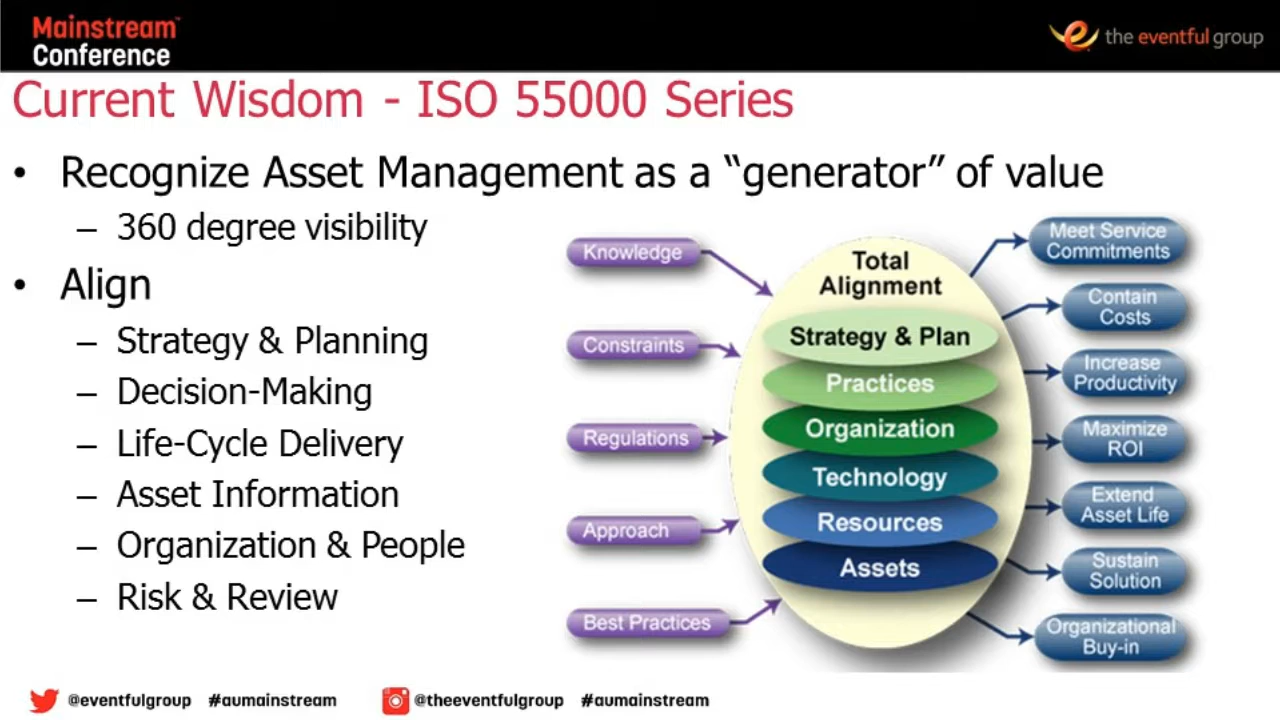 Mainstream
Conference
the eventful group
Current Wisdom - ISO 55000 Series
• Recognize Asset Management as a “generator” of value
– 360 degree visibility
• Align
– Strategy & Planning
– Decision-Making
– Life-Cycle Delivery
– Asset Information
– Organization & People
– Risk & Review
Knowledge
Constraints
Regulations
Approach
Best Practices
Total
Alignment
Strategy & Plan
Practices
Organization
Technology
Resources
Assets
Meet Service
Commitments
Contain
Costs
Increase
Productivity
Maximize
ROI
Extend
Asset Life
Sustain
Solution
Organizational
Buy-in
@eventfulgroup #aumainstream
@theeventfulgroup #aumainstream